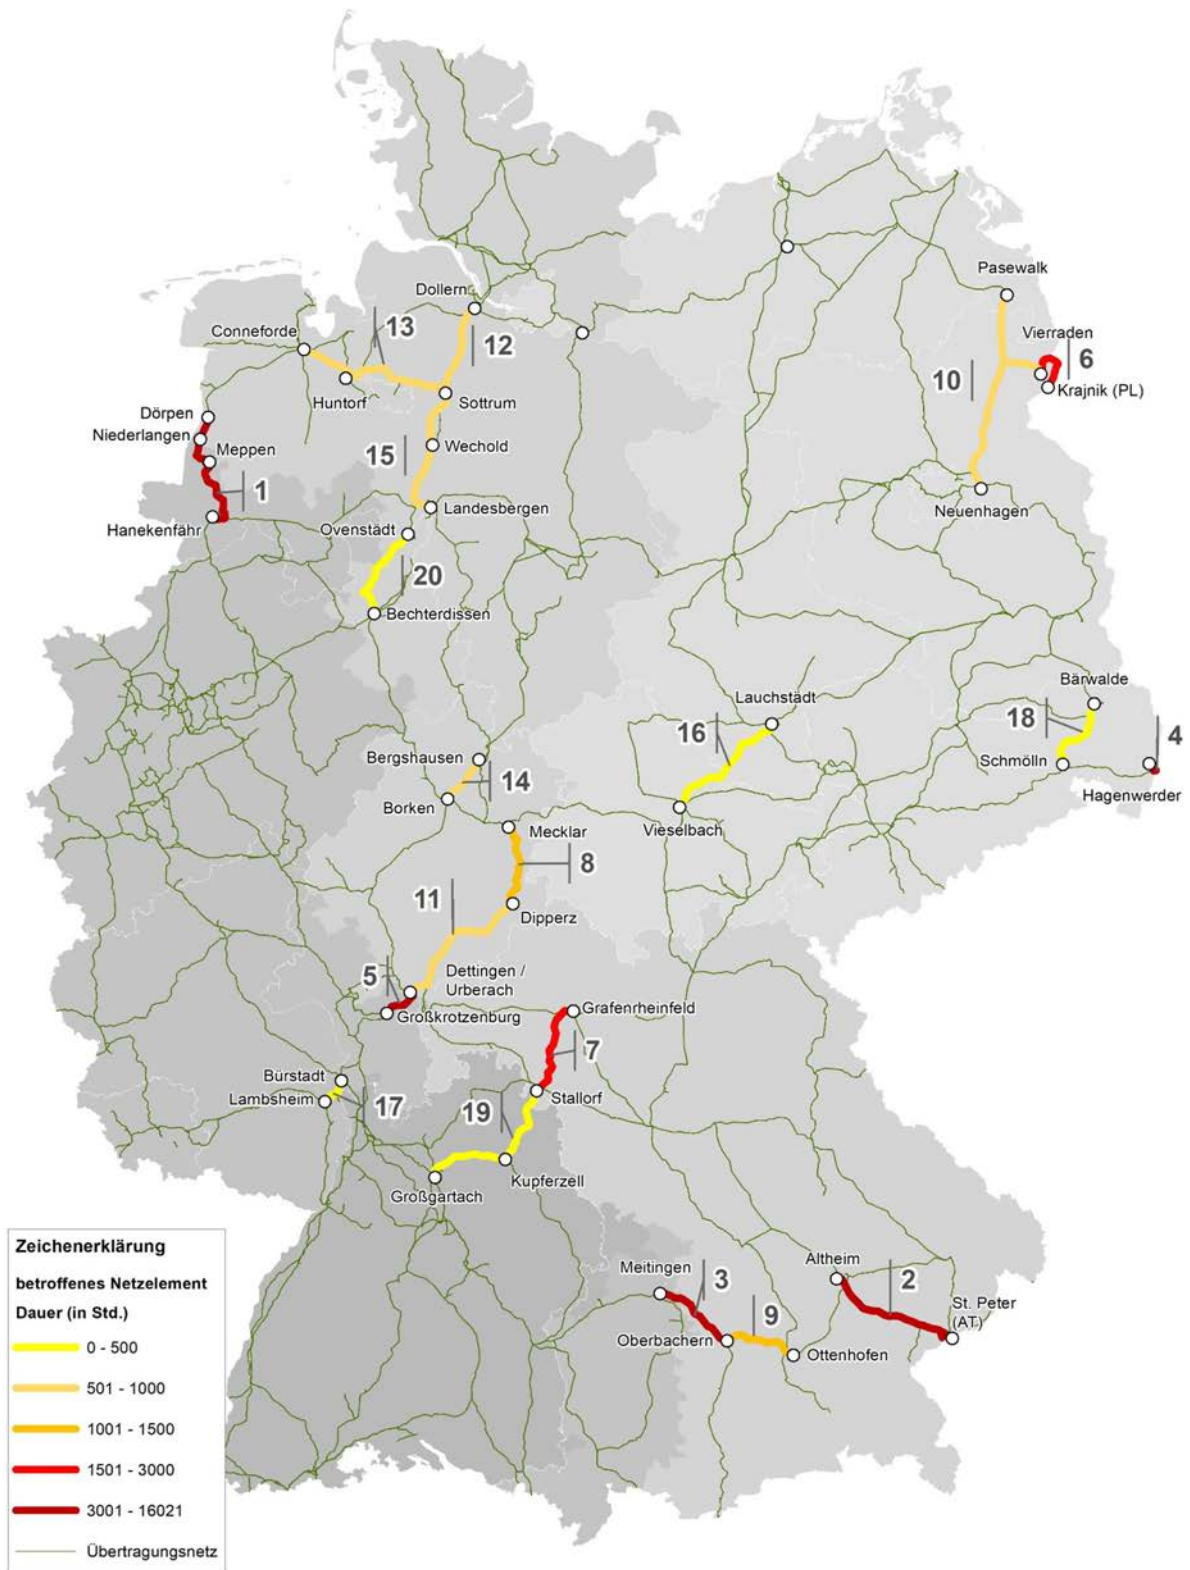 Pasewalk
Dollern
Vierraden
13
Conneforde
12
6
10
Krajnik (PL)
Huntorf
Sottrum
Dörpen
Niederlangen
Meppen
15
Wechold
1
Landesbergen
Hanekenfähr
Ovenstädt
Neuenhagen
20
Bechterdissen
Bärwalde
Lauchstädt
18
16
4
Bergshausen
Schmölln
14
Hagenwerder
Borken
Mecklar
Vieselbach
8
11
Dipperz
5
Dettingen /
Urberach
Großkrotzenburg
Grafenrheinfeld
7
Bürstadt
Lambsheim
17
19
Stallorf
Kupferzell
Großgartach
Altheim
Meitingen
3
2
St. Peter
(AT)
9
Oberbachern
Ottenhofen
Zeichenerklärung
betroffenes Netzelement
Dauer (in Std.)
0 - 500
501 - 1000
1001 - 1500
1501 - 3000
3001 - 16021
Übertragungsnetz